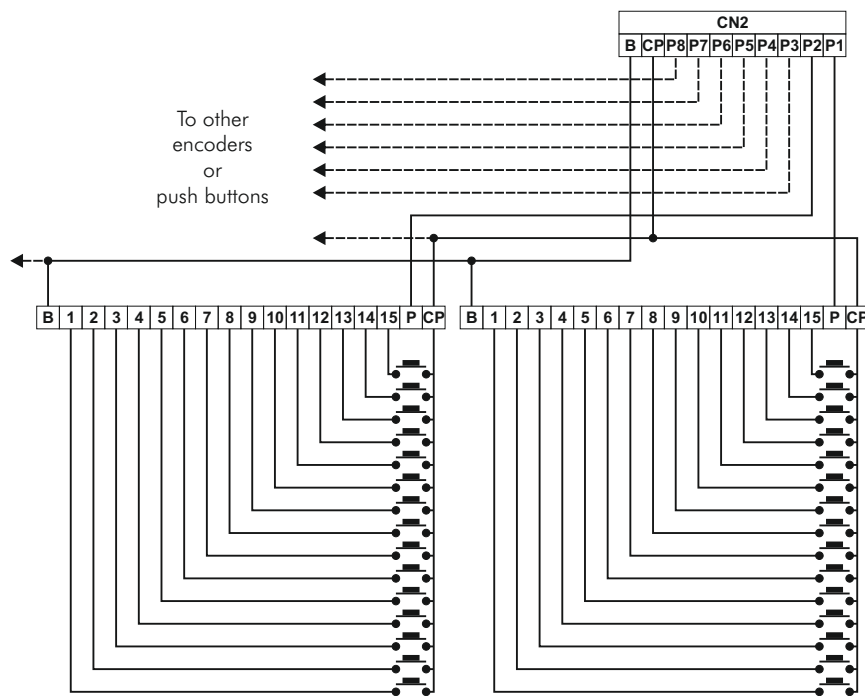 CN2
B CP P8 P7 P6 P5 P4 P3 P2 P1
To other
encoders
or
push buttons
B 1 2 3 4 5 6 7 8 9 10 11 12 13 14 15 P CP
B 1 2 3 4 5 6 7 8 9 10 11 12 13 14 15 P CP